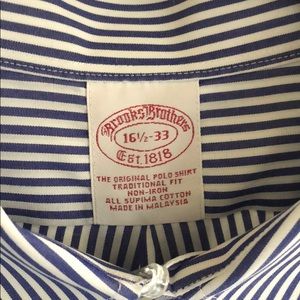 Brooks Brothers
16½-33
Est. 1818
THE ORIGINAL POLO SHIRT
TRADITIONAL FIT
NON-IRON
ALL SUPIMA COTTON
MADE IN MALAYSIA